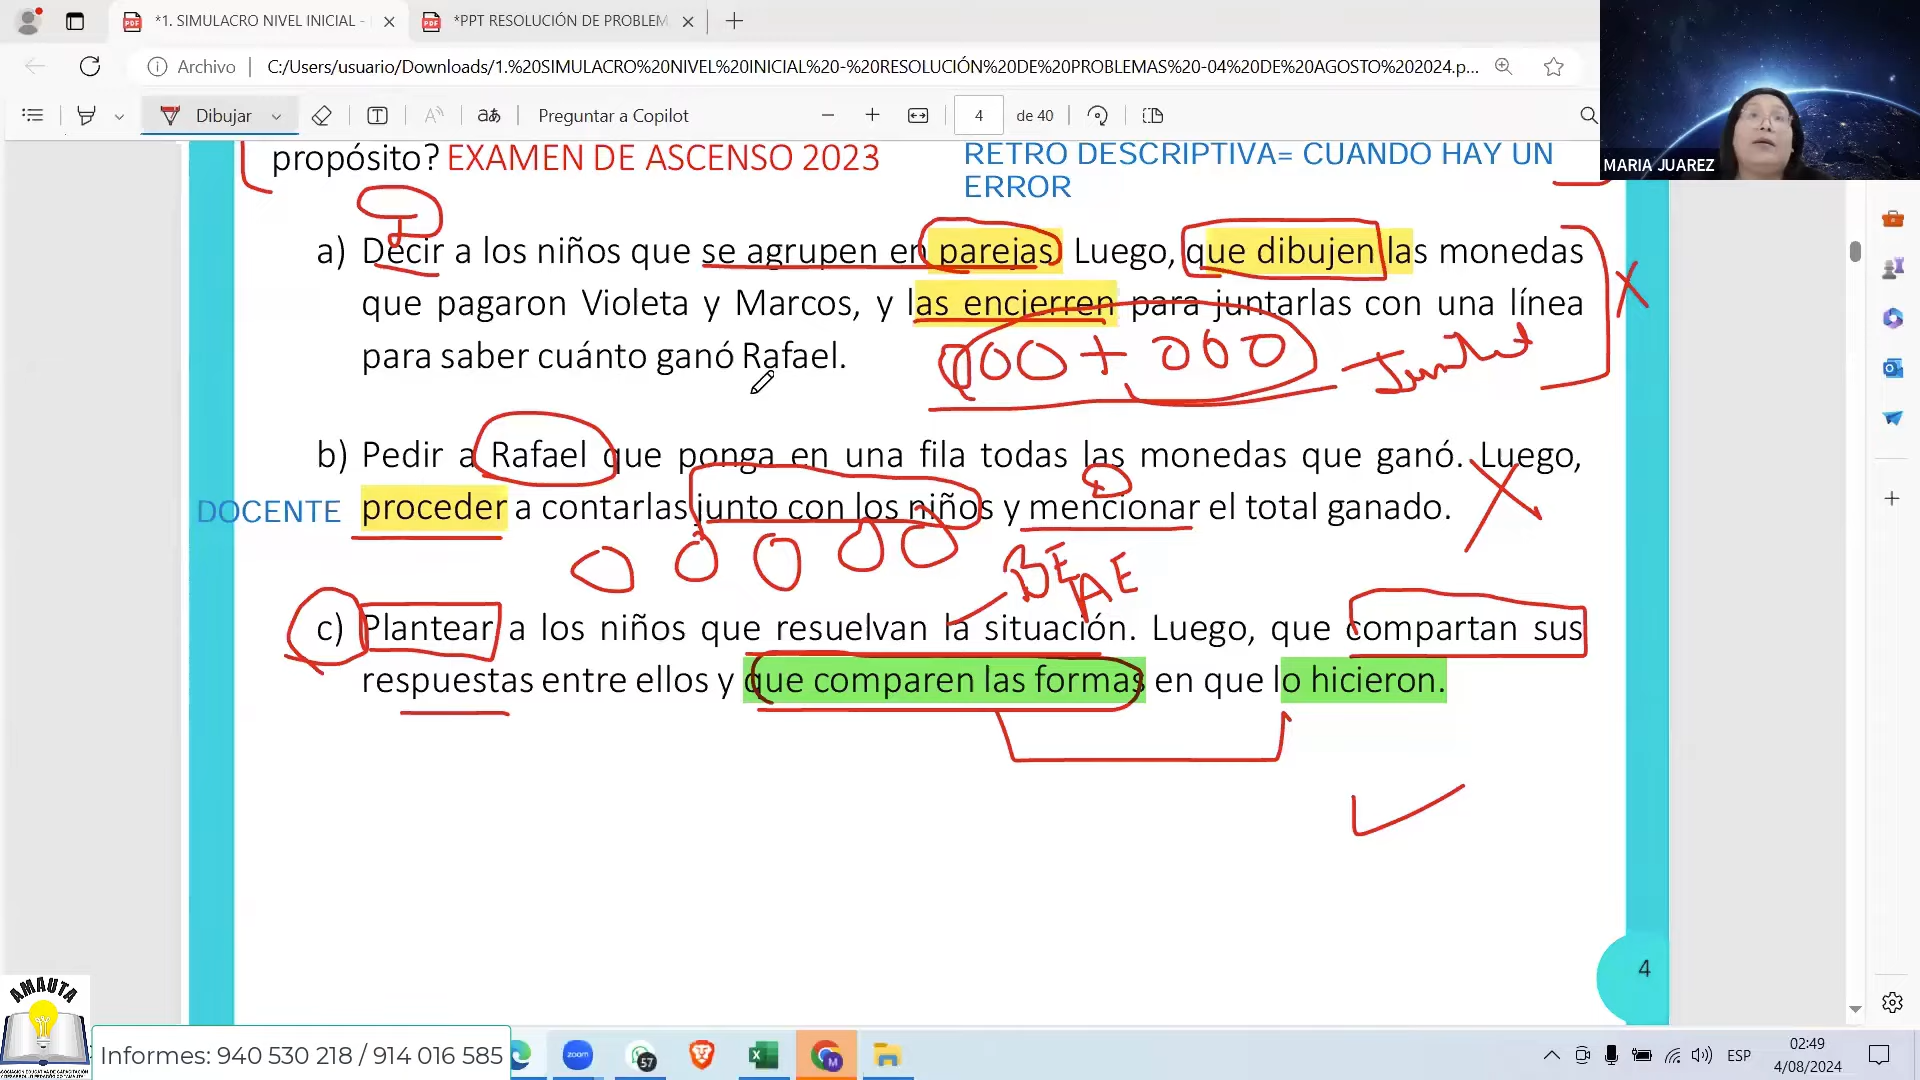 *1. SIMULACRO NIVEL INICIAL -
*PPT RESOLUCIÓN DE PROBLEM
Archivo
C:/Users/usuario/Downloads/1.%20SIMULACRO%20NIVEL%20INICIAL%20-%20RESOLUCIÓN%20DE%20PROBLEMAS%20-04%20DE%20AGOSTO%202024.p...
Dibujar
Preguntar a Copilot
4
de 40
MARIA JUAREZ
propósito? EXAMEN DE ASCENSO 2023
RETRO DESCRIPTIVA= CUANDO HAY UN
ERROR
a) Decir a los niños que se agrupen en parejas. Luego, que dibujen las monedas
que pagaron Violeta y Marcos, y las encierren para juntarlas con una línea
para saber cuánto ganó Rafael.
b) Pedir a Rafael que ponga en una fila todas las monedas que ganó. Luego,
DOCENTE
proceder a contarlas junto con los niños y mencionar el total ganado.
BE
AE
c) Plantear a los niños que resuelvan la situación. Luego, que compartan sus
respuestas entre ellos y que comparen las formas en que lo hicieron.
4
AMAUTA
Informes: 940 530 218 / 914 016 585
zoom
57
M
ESP
02:49
4/08/2024